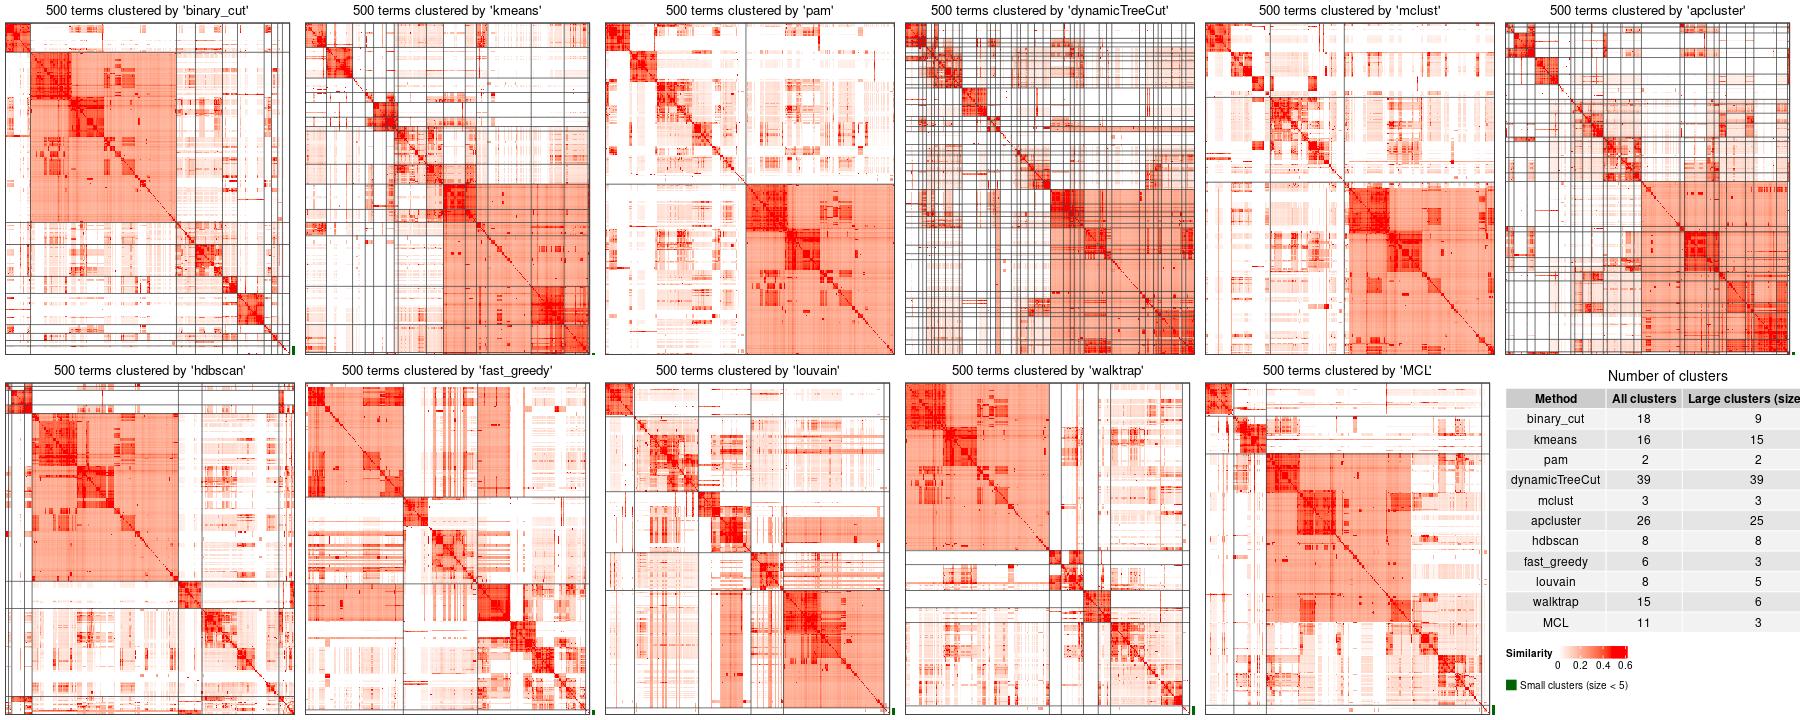 500 terms clustered by 'binary_cut'
500 terms clustered by 'kmeans'
500 terms clustered by 'pam'
500 terms clustered by 'dynamicTreeCut'
500 terms clustered by 'mclust'
500 terms clustered by 'apcluster'
500 terms clustered by 'hdbscan'
500 terms clustered by 'fast_greedy'
500 terms clustered by 'louvain'
500 terms clustered by 'walktrap'
500 terms clustered by 'MCL'
Number of clusters
Method All clusters Large clusters (size
binary_cut 18 9
kmeans 16 15
pam 2 2
dynamicTreeCut 39 39
mclust 3 3
apcluster 26 25
hdbscan 8 8
fast_greedy 6 3
louvain 8 5
walktrap 15 6
MCL 11 3
Similarity
0 0.2 0.4 0.6
Small clusters (size < 5)